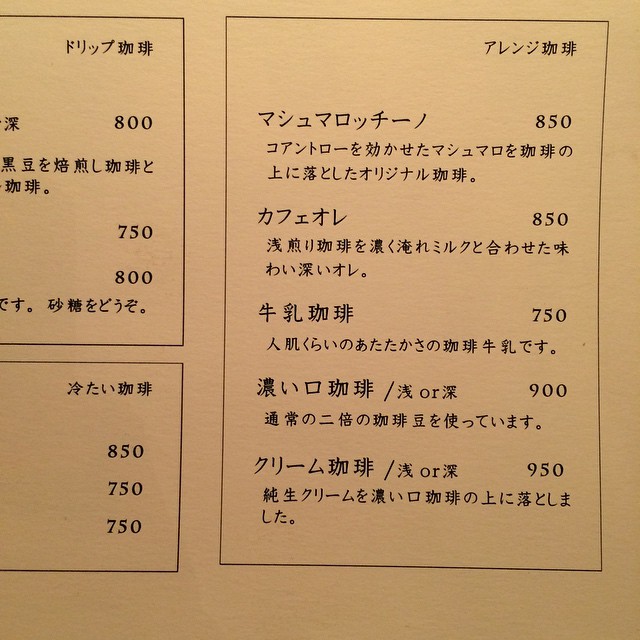 ドリップ珈琲
深 800
黒豆を焙煎し珈琲と
珈琲。
750
800
です。 砂糖をどうぞ。
冷たい珈琲
850
750
750
アレンジ珈琲
マシュマロッチーノ 850
コアントローを効かせたマシュマロを珈琲の
上に落としたオリジナル珈琲。
カフェオレ 850
浅煎り珈琲を濃く淹れミルクと合わせた味
わい深いオレ。
牛乳珈琲 750
人肌くらいのあたたかさの珈琲牛乳です。
濃い口珈琲 /浅 or深 900
通常の二倍の珈琲豆を使っています。
クリーム珈琲 /浅 or深 950
純生クリームを濃い口珈琲の上に落としま
した。